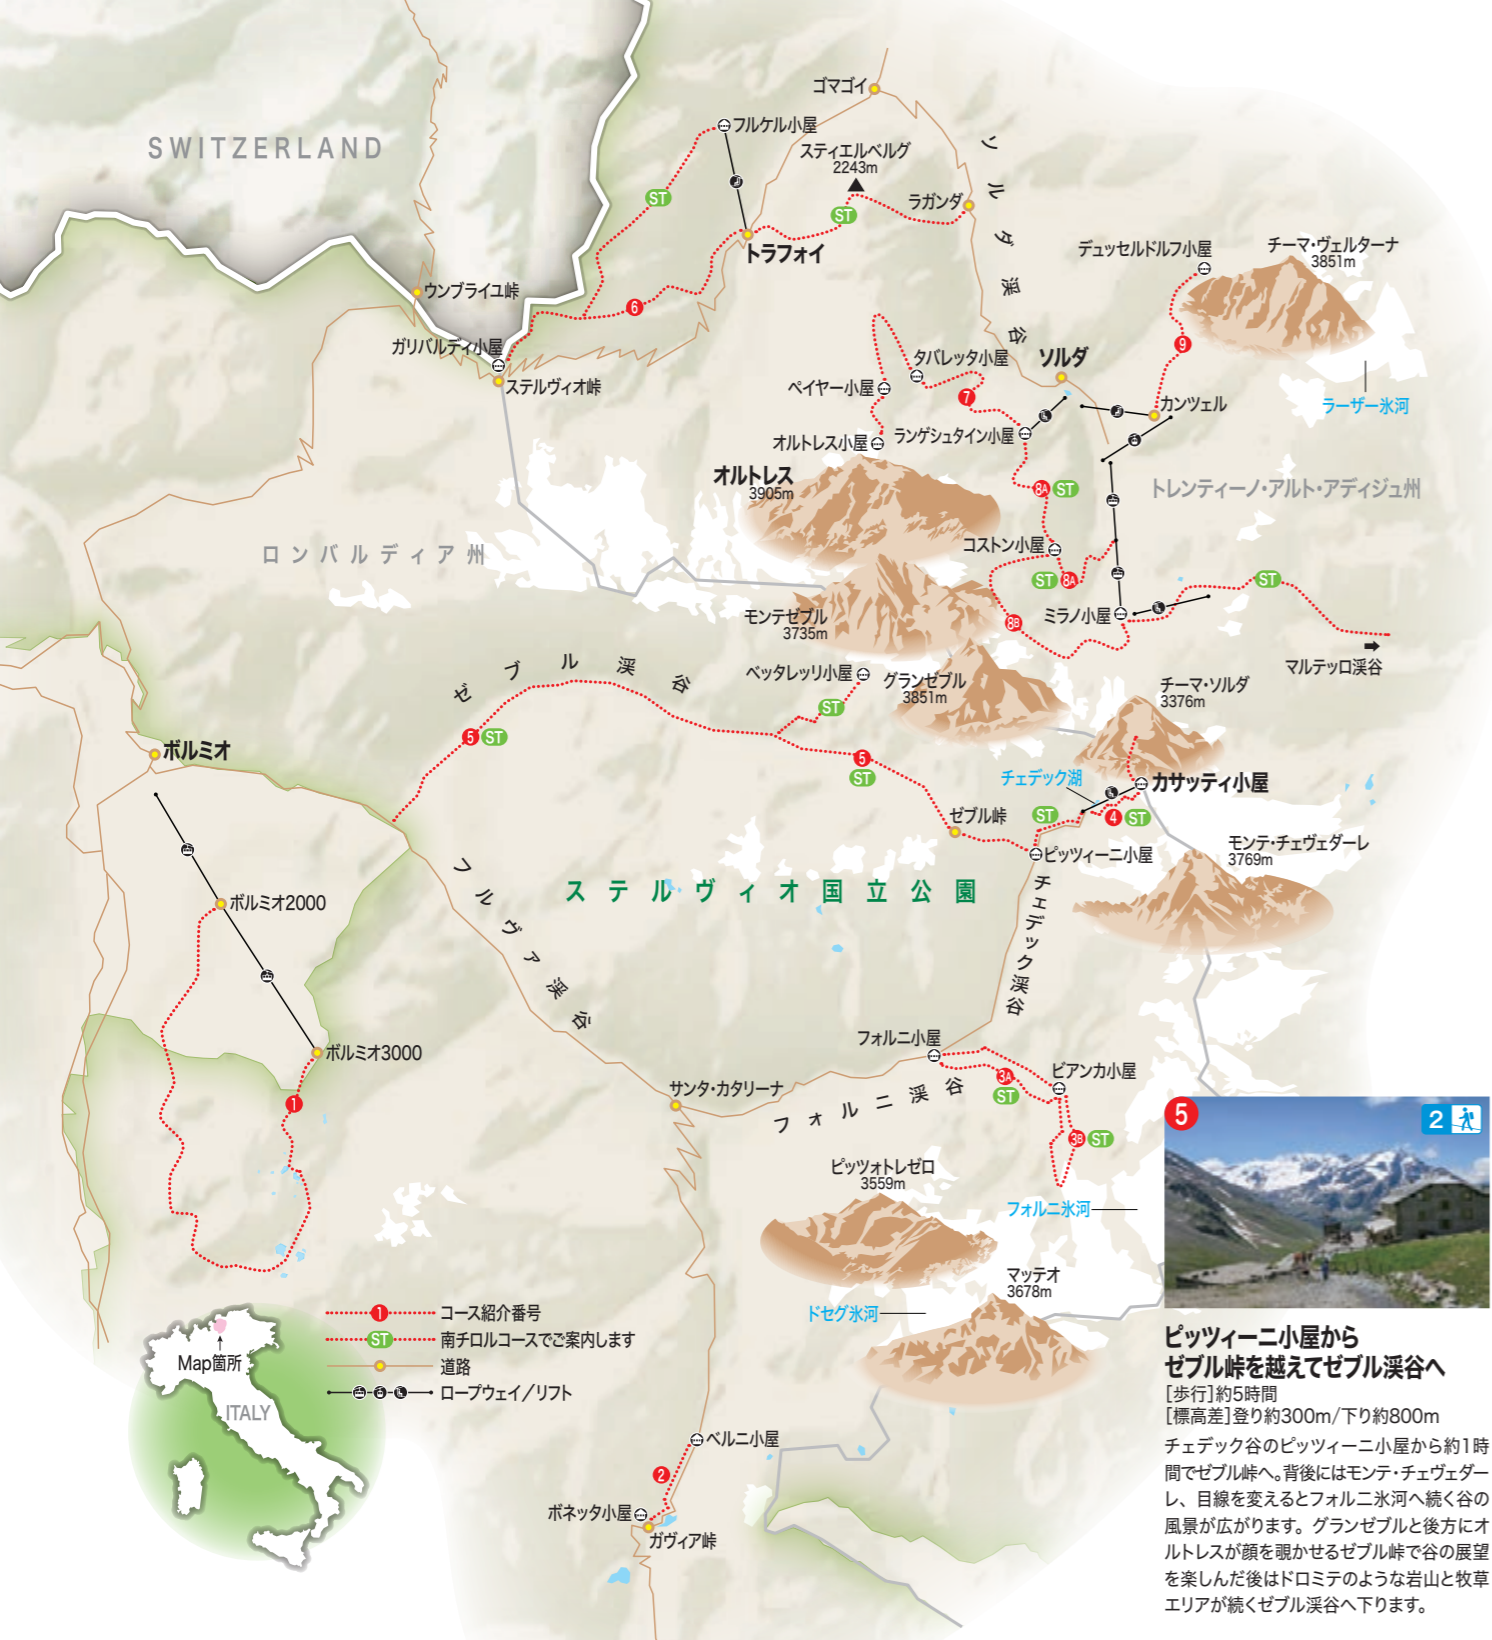 SWITZERLAND
ゴマゴイ
フルケル小屋
スティエルベルグ
2243m
ST
ST
ラガンダ
トラフォイ
ソルダ渓谷
デュッセルドルフ小屋
チーマ・ヴェルターナ
3851m
ウンブライユ峠
6
9
ガリバルディ小屋
ステルヴィオ峠
タバレッタ小屋
ソルダ
ペイヤー小屋
7
カンツェル
ラーザー氷河
オルトレス小屋
ランゲシュタイン小屋
オルトレス
3905m
8A
ST
トレンティーノ・アルト・アディジュ州
ロンバルディア州
コストン小屋
ST
8A
ST
モンテゼブル
3735m
8B
ミラノ小屋
マルテッロ渓谷
ゼブル渓谷
ベッタレッリ小屋
グランゼブル
3851m
チーマ・ソルダ
3376m
ST
5
ST
ボルミオ
5
ST
チェデック湖
カサッティ小屋
ゼブル峠
ST
4
ST
ピッツィーニ小屋
モンテ・チェヴェダーレ
3769m
フルヴァ渓谷
ステルヴィオ国立公園
チェデック渓谷
ボルミオ2000
ボルミオ3000
フォルニ小屋
3A
ST
ビアンカ小屋
サンタ・カタリーナ
フォルニ渓谷
1
3B
ST
ピッツォトレゼロ
3559m
フォルニ氷河
マッテオ
3678m
ドセグ氷河
ベルニ小屋
2
ボネッタ小屋
ガヴィア峠
1
コース紹介番号
ST
南チロルコースでご案内します
道路
ロープウェイ／リフト
Map箇所
ITALY
5
2
ピッツィーニ小屋から
ゼブル峠を越えてゼブル渓谷へ
[歩行]約5時間
[標高差]登り約300m/下り約800m
チェデック谷のピッツィーニ小屋から約1時
間でゼブル峠へ。背後にはモンテ・チェヴェダー
レ、目線を変えるとフォルニ氷河へ続く谷の
風景が広がります。グランゼブルと後方にオ
ルトレスが顔を覗かせるゼブル峠で谷の展望
を楽しんだ後はドロミテのような岩山と牧草
エリアが続くゼブル渓谷へ下ります。